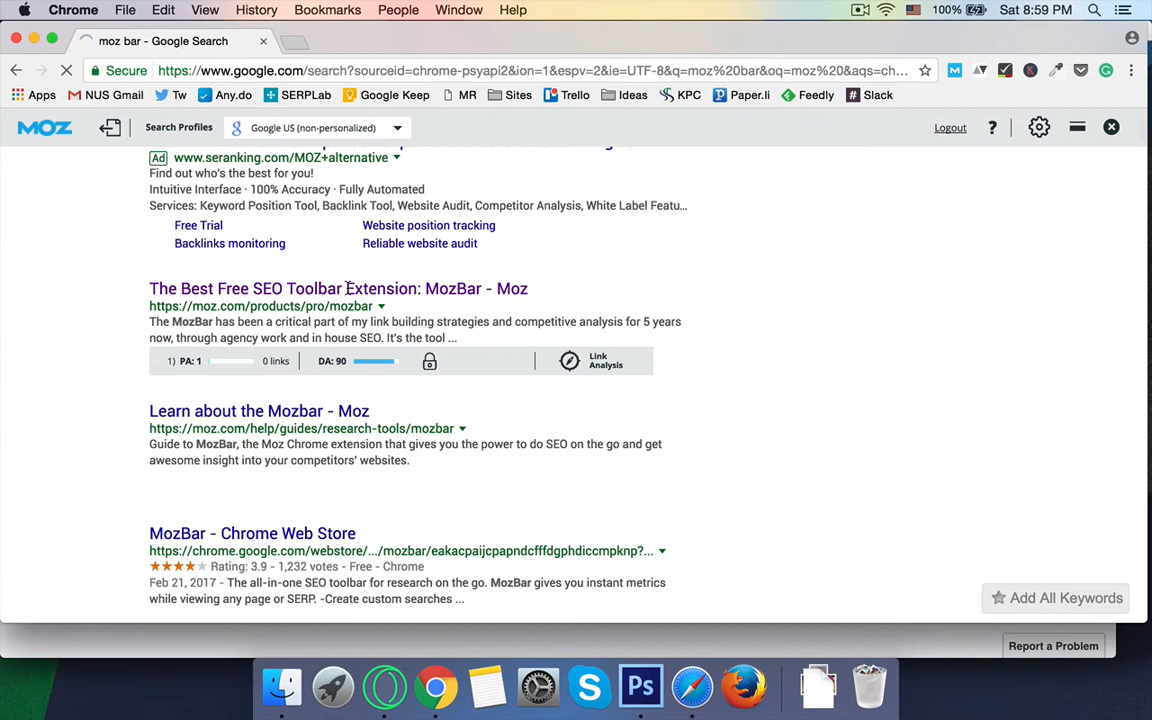 Chrome File Edit View History Bookmarks People Window Help 100% Sat 8:59 PM
moz bar - Google Search
Secure https://www.google.com/search?sourceid=chrome-psyapi2&ion=1&espv=2&ie=UTF-8&q=moz%20bar&oq=moz%20&aqs=ch...
Apps NUS Gmail Tw Any.do SERPLab Google Keep MR Sites Trello Ideas KPC Paper.li Feedly Slack
MOZ Search Profiles Google US (non-personalized) Logout ?
Ad www.seranking.com/MOZ+alternative
Find out who's the best for you!
Intuitive Interface · 100% Accuracy · Fully Automated
Services: Keyword Position Tool, Backlink Tool, Website Audit, Competitor Analysis, White Label Featu...
Free Trial Website position tracking
Backlinks monitoring Reliable website audit
The Best Free SEO Toolbar Extension: MozBar - Moz
https://moz.com/products/pro/mozbar
The MozBar has been a critical part of my link building strategies and competitive analysis for 5 years
now, through agency work and in house SEO. It's the tool ...
1) PA: 1 0 links DA: 90 Link Analysis
Learn about the Mozbar - Moz
https://moz.com/help/guides/research-tools/mozbar
Guide to MozBar, the Moz Chrome extension that gives you the power to do SEO on the go and get
awesome insight into your competitors' websites.
MozBar - Chrome Web Store
https://chrome.google.com/webstore/.../mozbar/eakacpaijcpapndcfffdgphdiccmpknp?...
Rating: 3.9 - 1,232 votes - Free - Chrome
Feb 21, 2017 - The all-in-one SEO toolbar for research on the go. MozBar gives you instant metrics
while viewing any page or SERP. -Create custom searches ...
Add All Keywords
Report a Problem
Ps